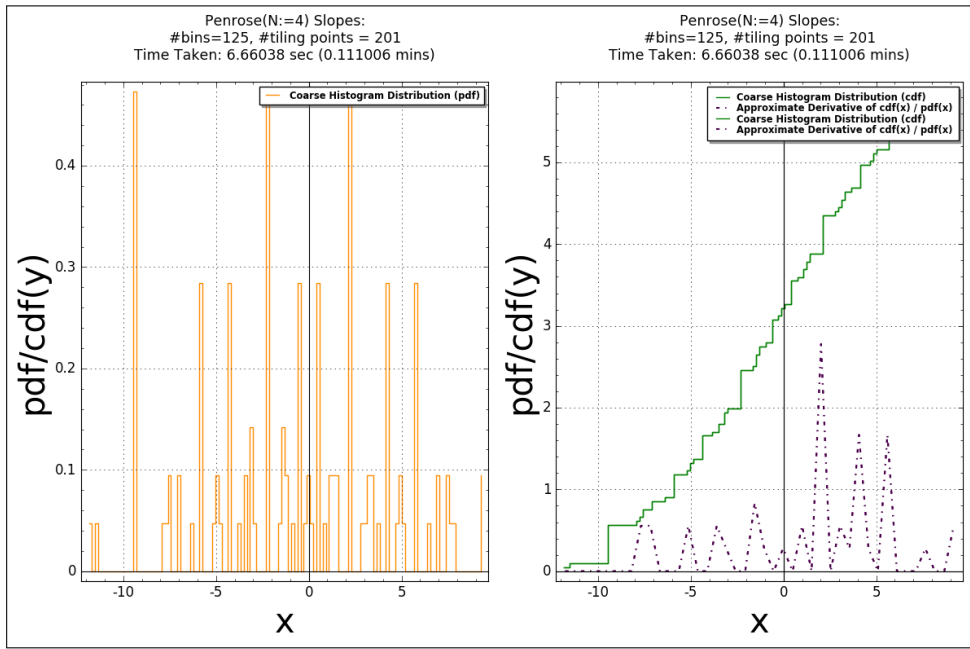 Penrose(N:=4) Slopes:
#bins=125, #tiling points = 201
Time Taken: 6.66038 sec (0.111006 mins)
Coarse Histogram Distribution (pdf)
0.4
0.3
0.2
0.1
0
pdf/cdf(y)
-10
-5
0
5
x
Penrose(N:=4) Slopes:
#bins=125, #tiling points = 201
Time Taken: 6.66038 sec (0.111006 mins)
Coarse Histogram Distribution (cdf)
Approximate Derivative of cdf(x) / pdf(x)
Coarse Histogram Distribution (cdf)
Approximate Derivative of cdf(x) / pdf(x)
5
4
3
2
1
0
pdf/cdf(y)
-10
-5
0
5
x